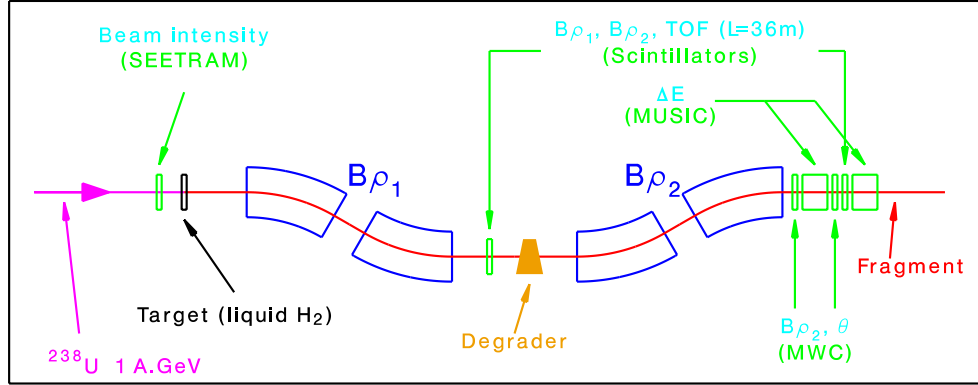 Beam intensity
(SEETRAM)
Bρ₁, Bρ₂, TOF (L=36m)
(Scintillators)
ΔE
(MUSIC)
Bρ₁
Bρ₂
Target (liquid H₂)
Degrader
Fragment
Bρ₂, θ
(MWC)
²³⁸U 1 A.GeV